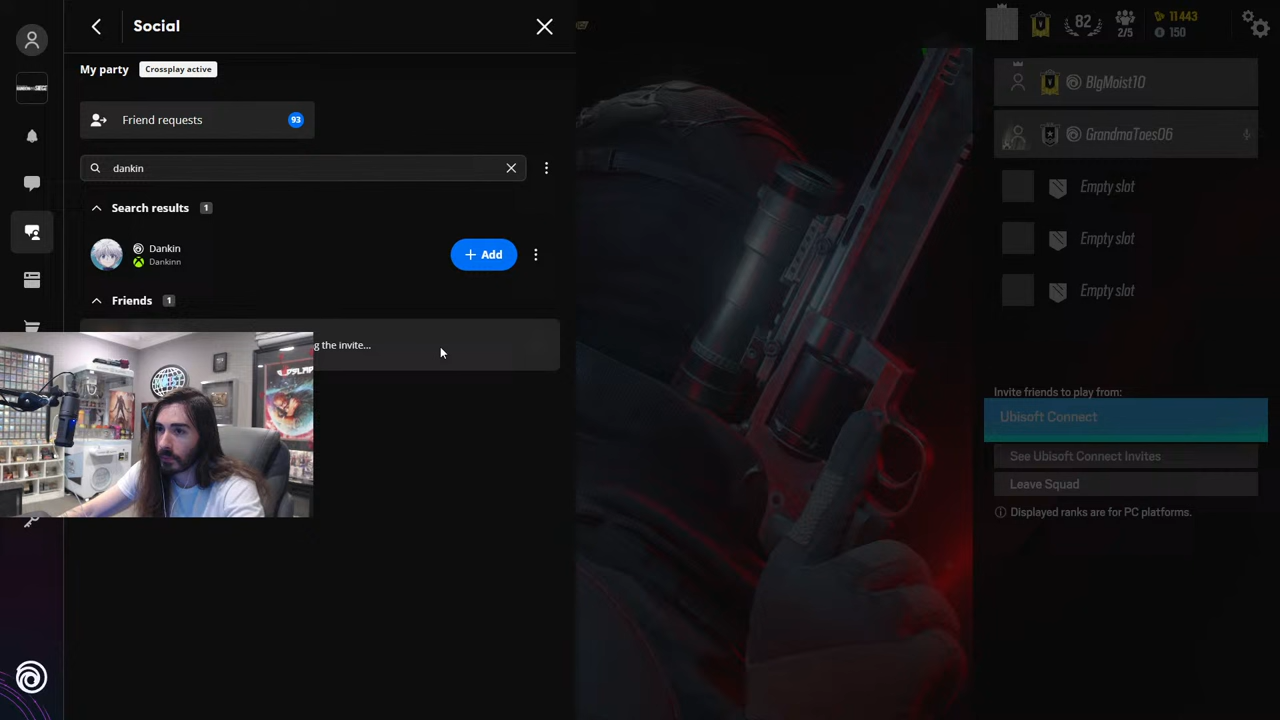 Social
My party
Crossplay active
Friend requests
93
dankin
Search results 1
Dankin
Dankinn
+ Add
Friends 1
g the invite...
82
2/5
11 443
150
BIgMoist10
GrandmaToes06
Empty slot
Empty slot
Empty slot
Invite friends to play from:
Ubisoft Connect
See Ubisoft Connect Invites
Leave Squad
Displayed ranks are for PC platforms.